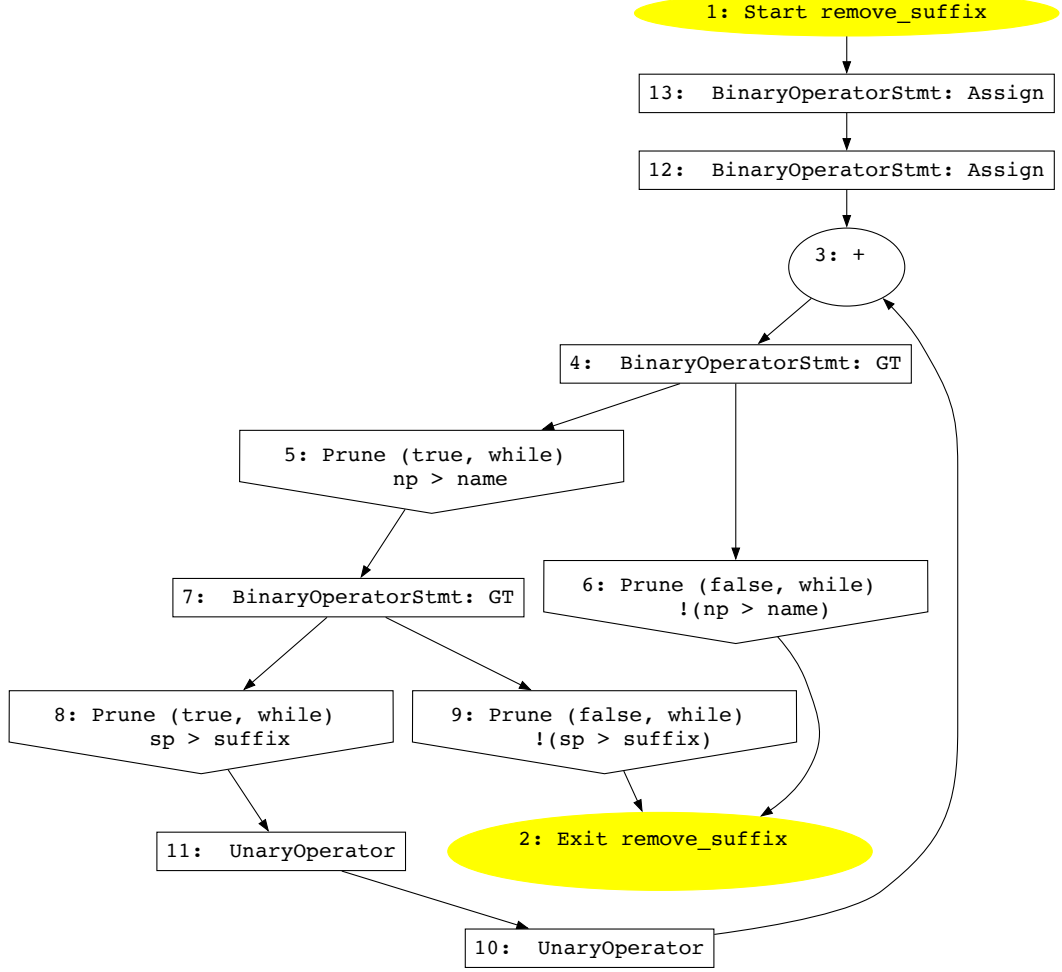 1: Start remove_suffix
13:  BinaryOperatorStmt: Assign
12:  BinaryOperatorStmt: Assign
3: +
4:  BinaryOperatorStmt: GT
5: Prune (true, while)
np > name
6: Prune (false, while)
!(np > name)
7:  BinaryOperatorStmt: GT
8: Prune (true, while)
sp > suffix
9: Prune (false, while)
!(sp > suffix)
2: Exit remove_suffix
11:  UnaryOperator
10:  UnaryOperator